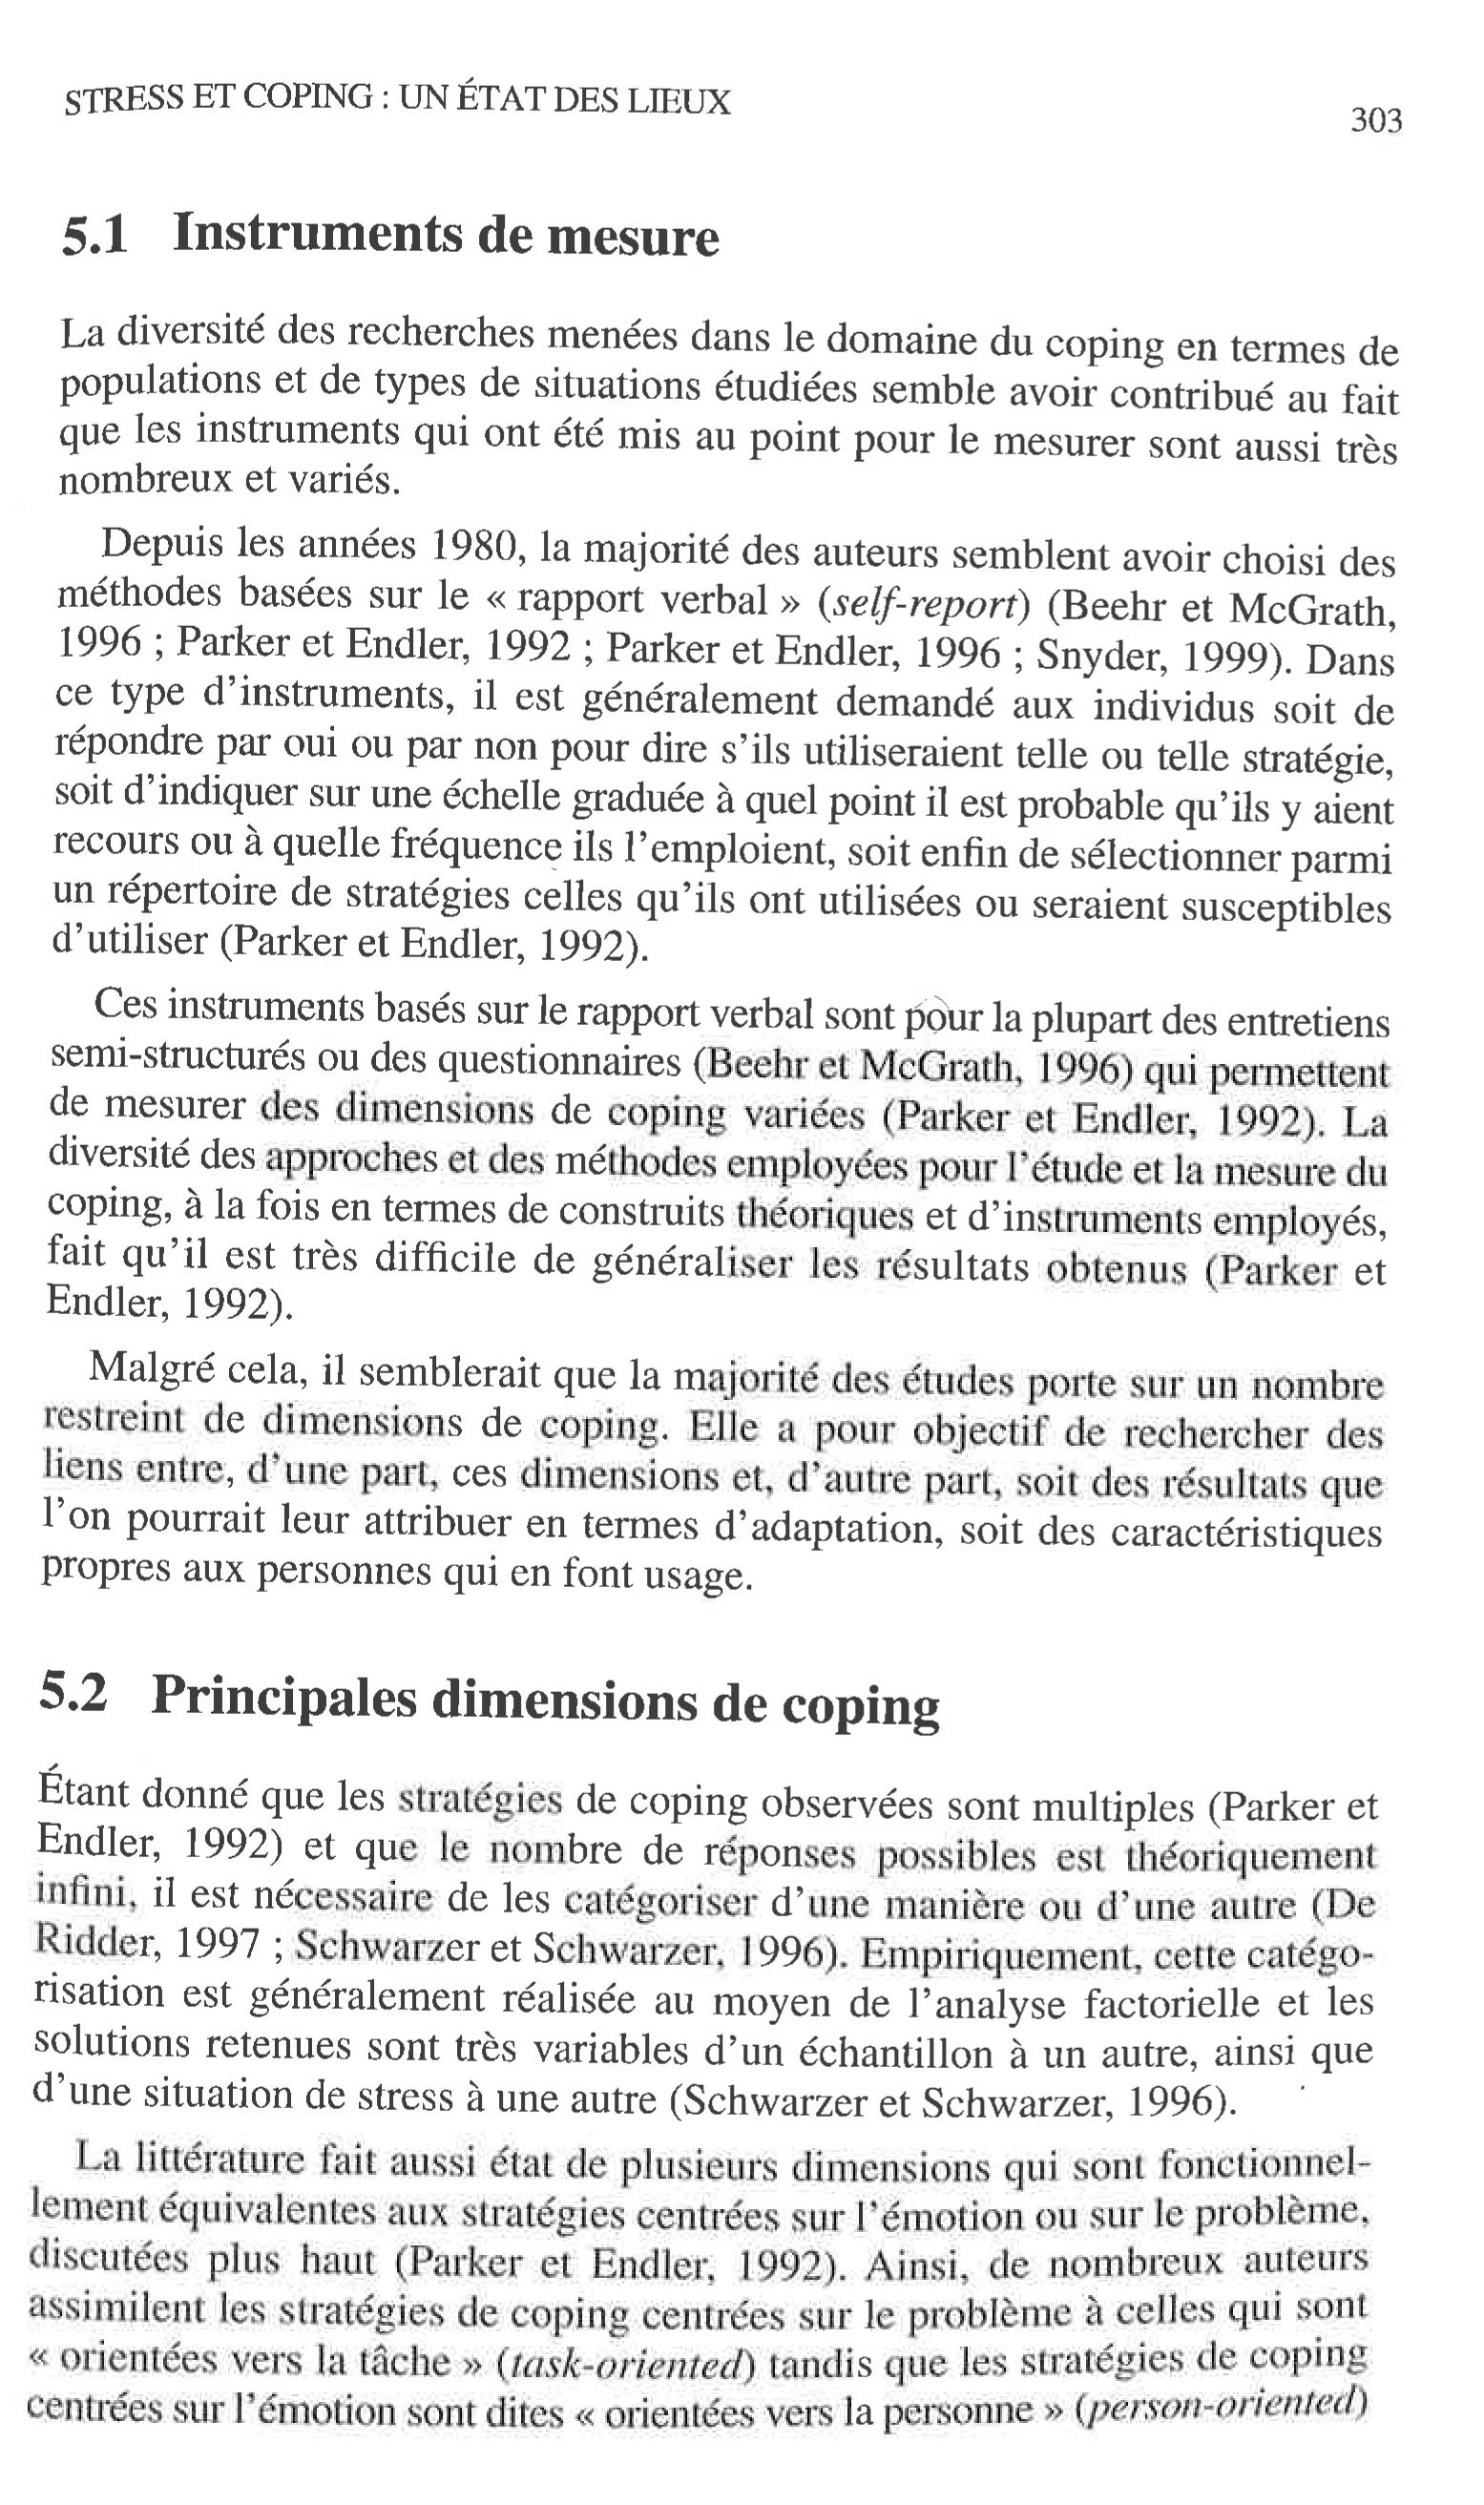 STRESS ET COPING : UN ÉTAT DES LIEUX
303
5.1 Instruments de mesure
La diversité des recherches menées dans le domaine du coping en termes de
populations et de types de situations étudiées semble avoir contribué au fait
que les instruments qui ont été mis au point pour le mesurer sont aussi très
nombreux et variés.
Depuis les années 1980, la majorité des auteurs semblent avoir choisi des
méthodes basées sur le « rapport verbal » (self-report) (Beehr et McGrath,
1996 ; Parker et Endler, 1992 ; Parker et Endler, 1996 ; Snyder, 1999). Dans
ce type d'instruments, il est généralement demandé aux individus soit de
répondre par oui ou par non pour dire s'ils utiliseraient telle ou telle stratégie,
soit d'indiquer sur une échelle graduée à quel point il est probable qu'ils y aient
recours ou à quelle fréquence ils l'emploient, soit enfin de sélectionner parmi
un répertoire de stratégies celles qu'ils ont utilisées ou seraient susceptibles
d'utiliser (Parker et Endler, 1992).
Ces instruments basés sur le rapport verbal sont pour la plupart des entretiens
semi-structurés ou des questionnaires (Beehr et McGrath, 1996) qui permettent
de mesurer des dimensions de coping variées (Parker et Endler, 1992). La
diversité des approches et des méthodes employées pour l'étude et la mesure du
coping, à la fois en termes de construits théoriques et d'instruments employés,
fait qu'il est très difficile de généraliser les résultats obtenus (Parker et
Endler, 1992).
Malgré cela, il semblerait que la majorité des études porte sur un nombre
restreint de dimensions de coping. Elle a pour objectif de rechercher des
liens entre, d'une part, ces dimensions et, d'autre part, soit des résultats que
l'on pourrait leur attribuer en termes d'adaptation, soit des caractéristiques
propres aux personnes qui en font usage.
5.2 Principales dimensions de coping
Étant donné que les stratégies de coping observées sont multiples (Parker et
Endler, 1992) et que le nombre de réponses possibles est théoriquement
infini, il est nécessaire de les catégoriser d'une manière ou d'une autre (De
Ridder, 1997 ; Schwarzer et Schwarzer, 1996). Empiriquement, cette catégo-
risation est généralement réalisée au moyen de l'analyse factorielle et les
solutions retenues sont très variables d'un échantillon à un autre, ainsi que
d'une situation de stress à une autre (Schwarzer et Schwarzer, 1996).
La littérature fait aussi état de plusieurs dimensions qui sont fonctionnel-
lement équivalentes aux stratégies centrées sur l'émotion ou sur le problème,
discutées plus haut (Parker et Endler, 1992). Ainsi, de nombreux auteurs
assimilent les stratégies de coping centrées sur le problème à celles qui sont
« orientées vers la tâche » (task-oriented) tandis que les stratégies de coping
centrées sur l'émotion sont dites « orientées vers la personne » (person-oriented)